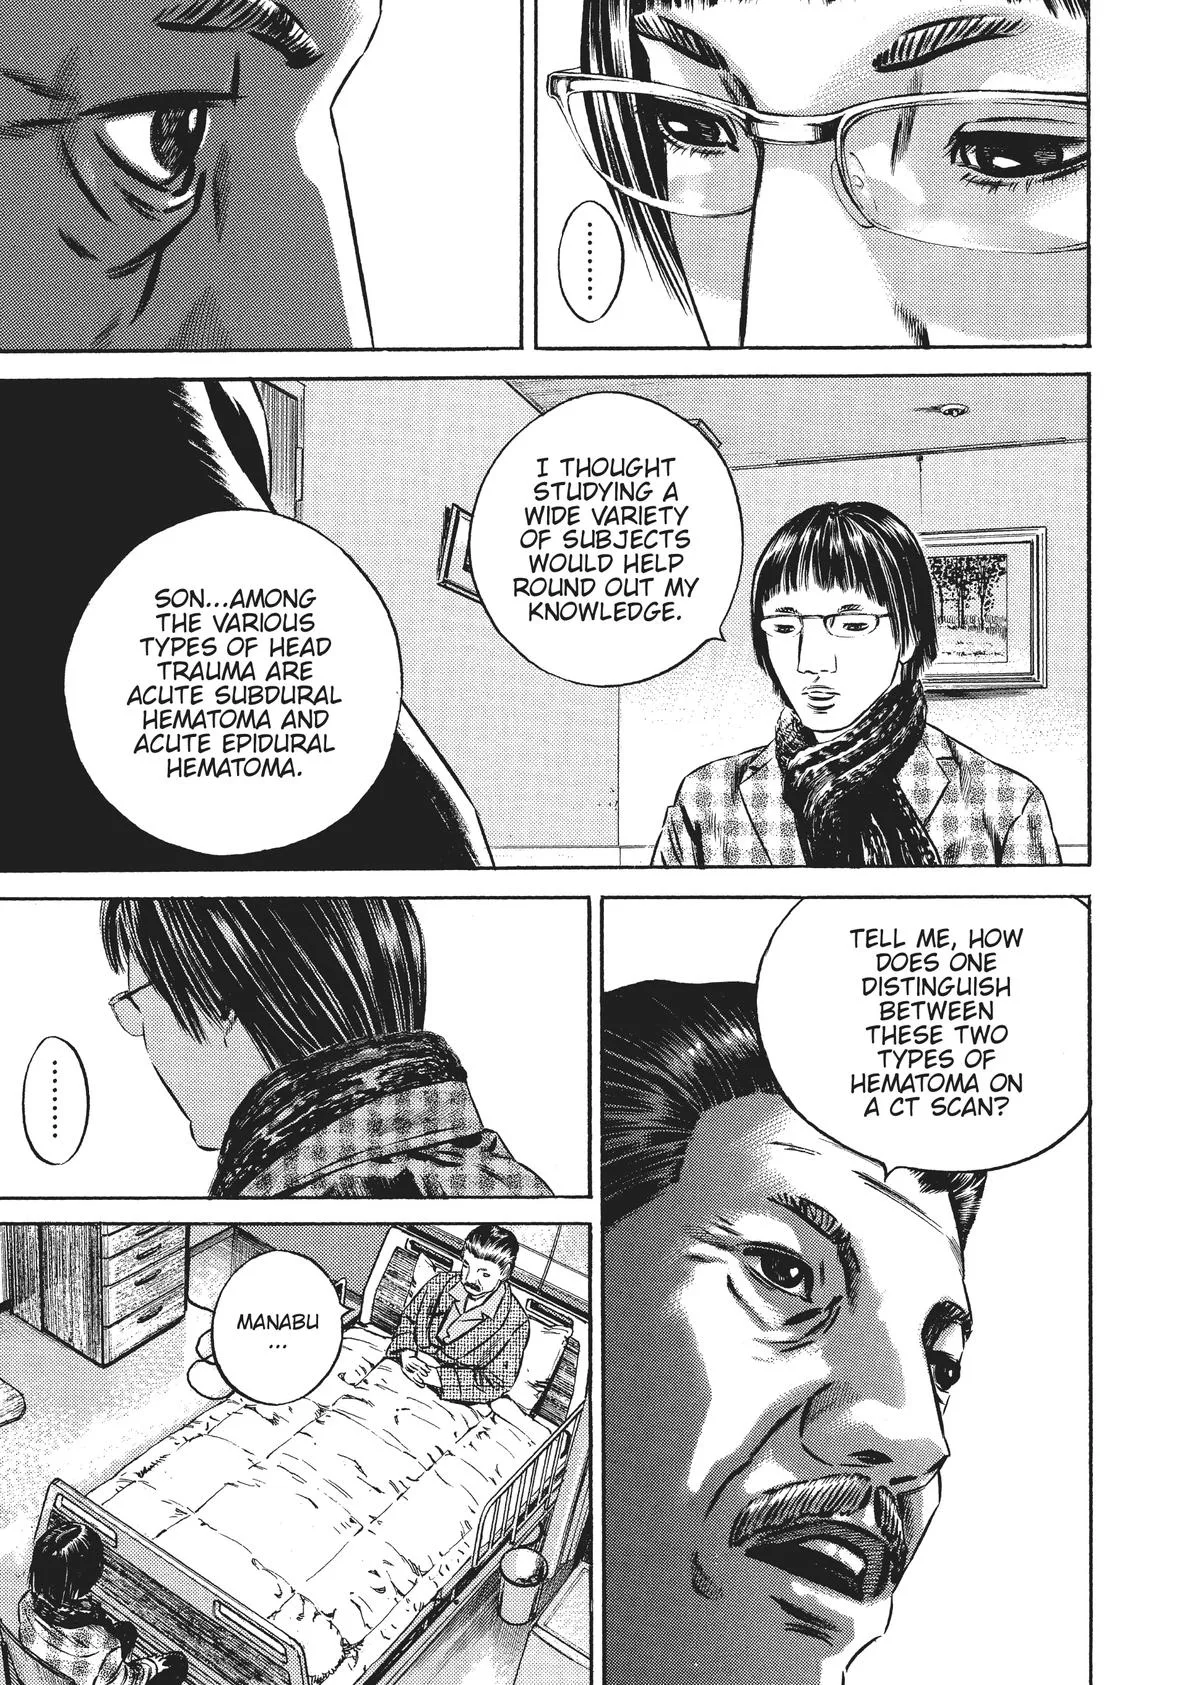 .........
I THOUGHT
STUDYING A
WIDE VARIETY
OF SUBJECTS
WOULD HELP
ROUND OUT MY
KNOWLEDGE.
SON...AMONG
THE VARIOUS
TYPES OF HEAD
TRAUMA ARE
ACUTE SUBDURAL
HEMATOMA AND
ACUTE EPIDURAL
HEMATOMA.
TELL ME, HOW
DOES ONE
DISTINGUISH
BETWEEN
THESE TWO
TYPES OF
HEMATOMA ON
A CT SCAN?
.........
MANABU
...